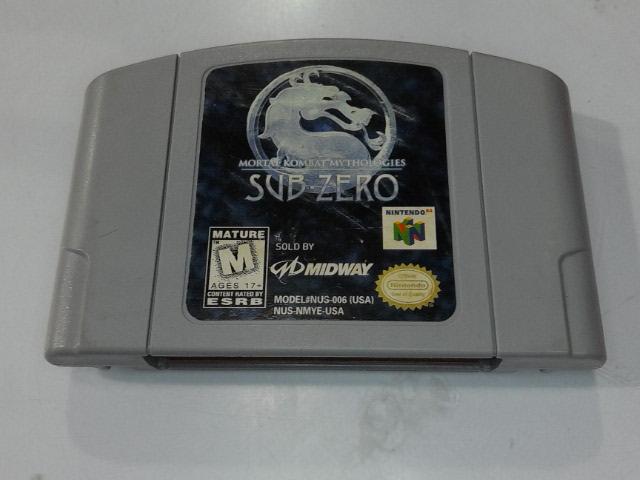 MORTAL KOMBAT MYTHOLOGIES
SUB-ZERO
NINTENDO 64
MATURE
M
AGES 17+
CONTENT RATED BY
ESRB
SOLD BY
MIDWAY
MODEL#NUS-006 (USA)
NUS-NMYE-USA
Official
Nintendo
Seal of Quality